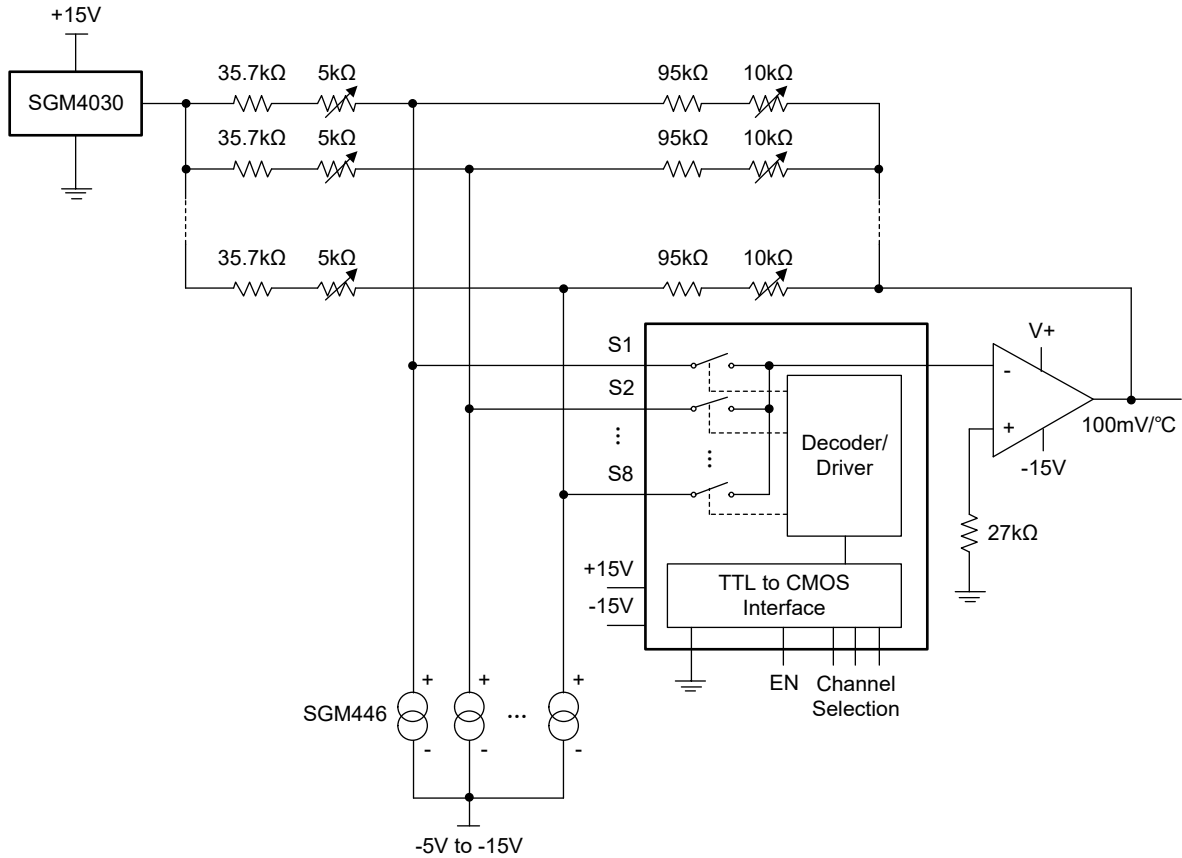 +15V
SGM4030
35.7kΩ
5kΩ
95kΩ
10kΩ
35.7kΩ
5kΩ
95kΩ
10kΩ
35.7kΩ
5kΩ
95kΩ
10kΩ
S1
S2
⋮
S8
⋮
Decoder/
Driver
+15V
-15V
TTL to CMOS
Interface
EN
Channel
Selection
V+
-
+
-15V
100mV/℃
27kΩ
SGM446
+
+
...
+
-
-
-
-5V to -15V